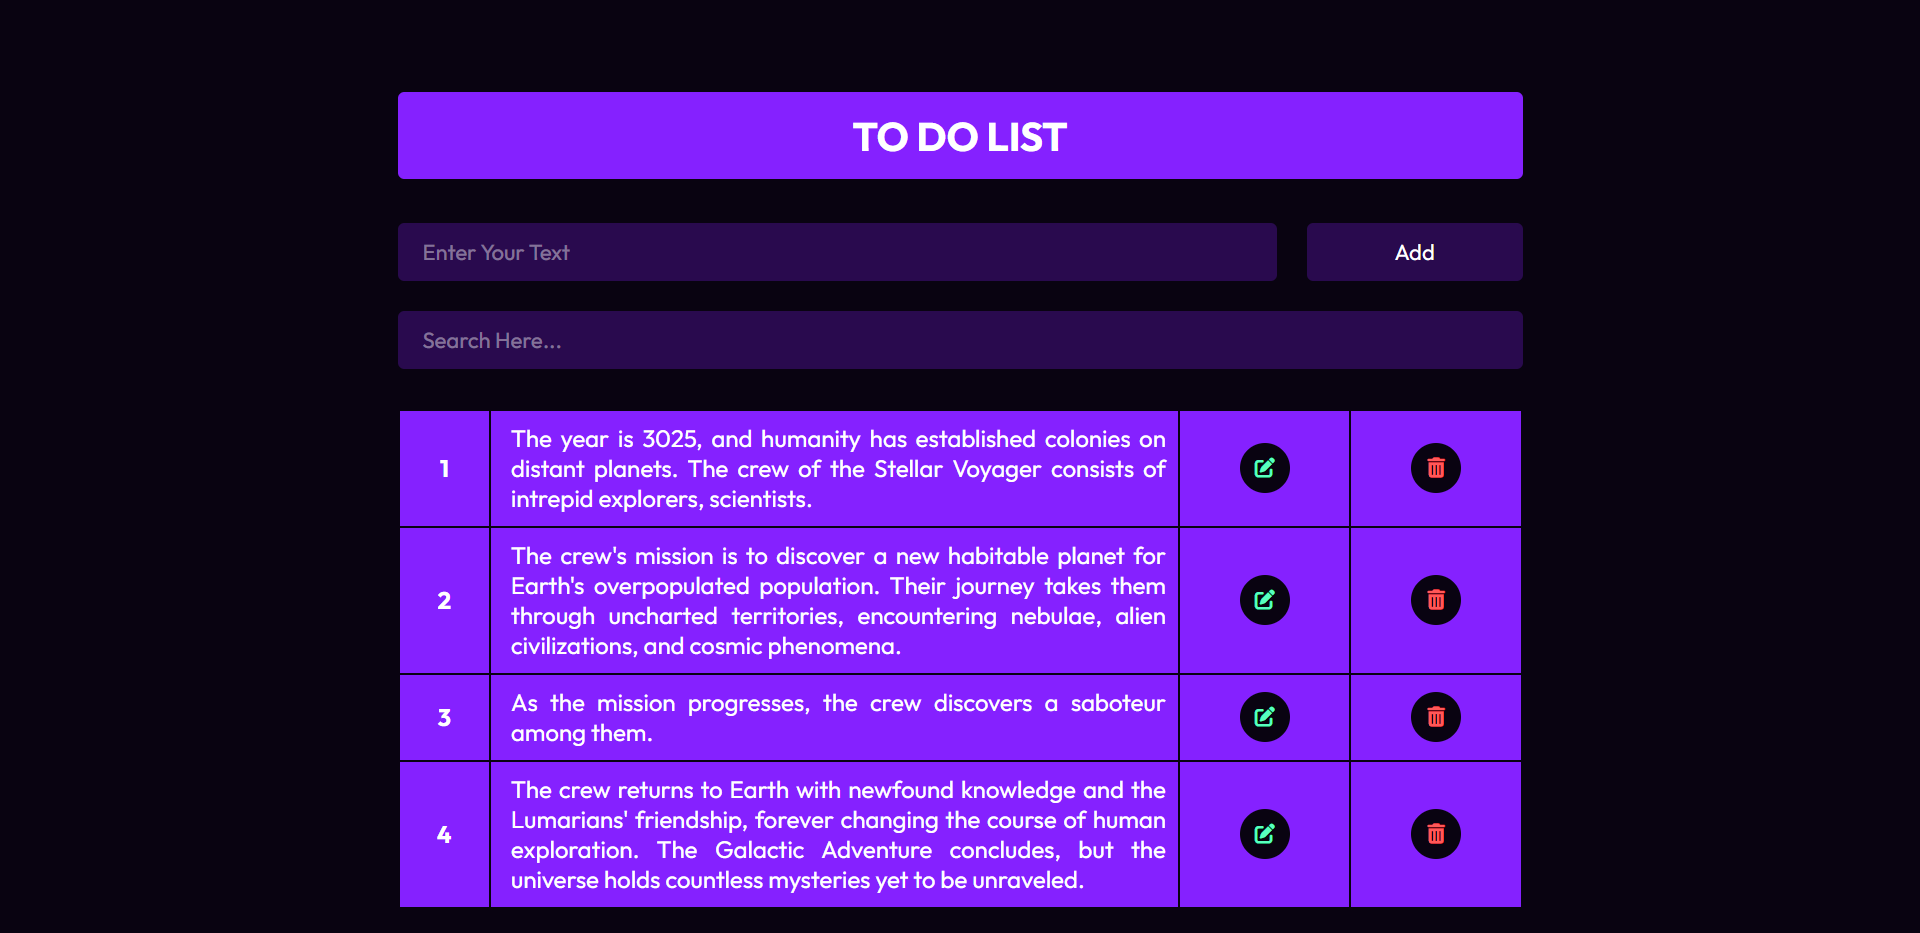 TO DO LIST
Enter Your Text
Add
Search Here...
1
The year is 3025, and humanity has established colonies on
distant planets. The crew of the Stellar Voyager consists of
intrepid explorers, scientists.
2
The crew's mission is to discover a new habitable planet for
Earth's overpopulated population. Their journey takes them
through uncharted territories, encountering nebulae, alien
civilizations, and cosmic phenomena.
3
As the mission progresses, the crew discovers a saboteur
among them.
4
The crew returns to Earth with newfound knowledge and the
Lumarians' friendship, forever changing the course of human
exploration. The Galactic Adventure concludes, but the
universe holds countless mysteries yet to be unraveled.